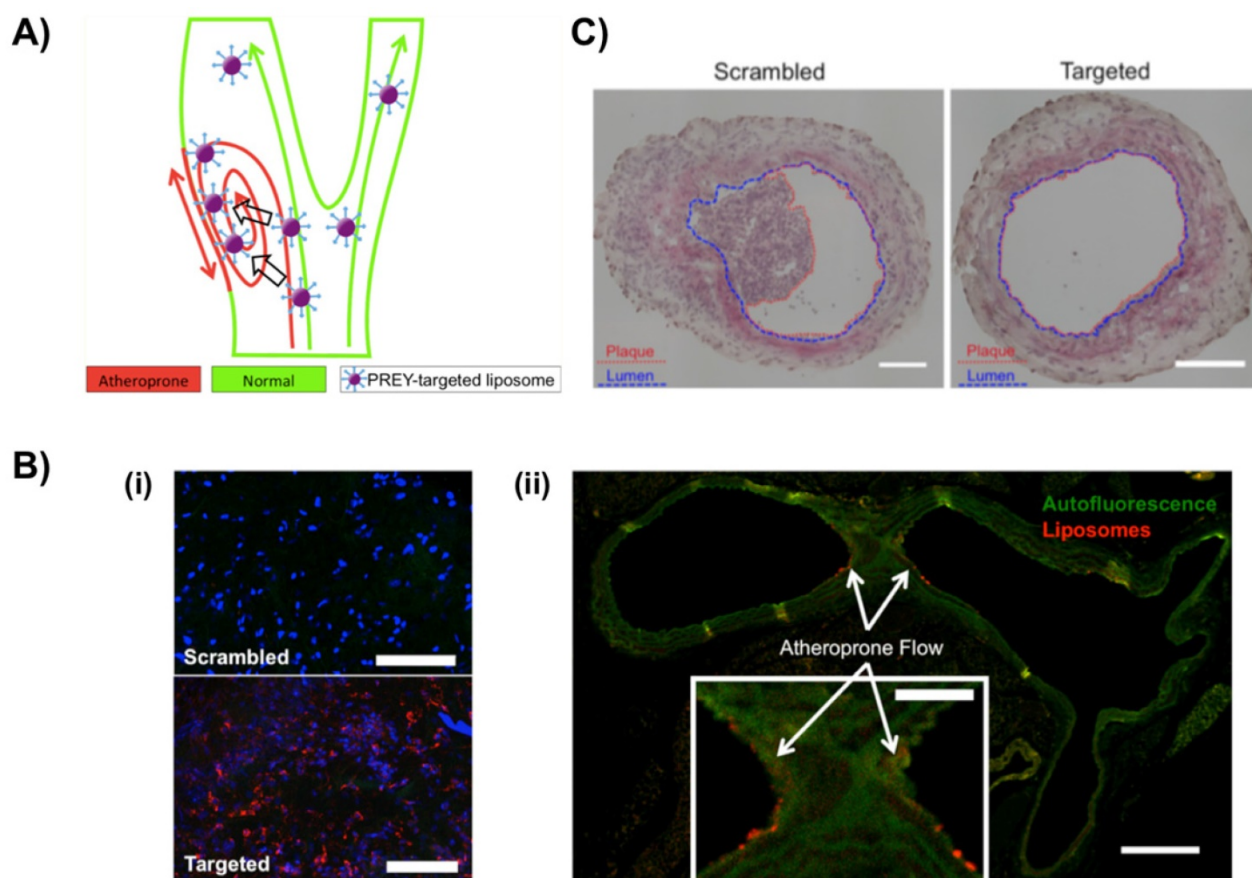 A)
Atheroprone
Normal
PREY-targeted liposome
B)
(i)
Scrambled
Targeted
(ii)
Autofluorescence
Liposomes
Atheroprone Flow
C)
Scrambled
Targeted
Plaque
Lumen
Plaque
Lumen